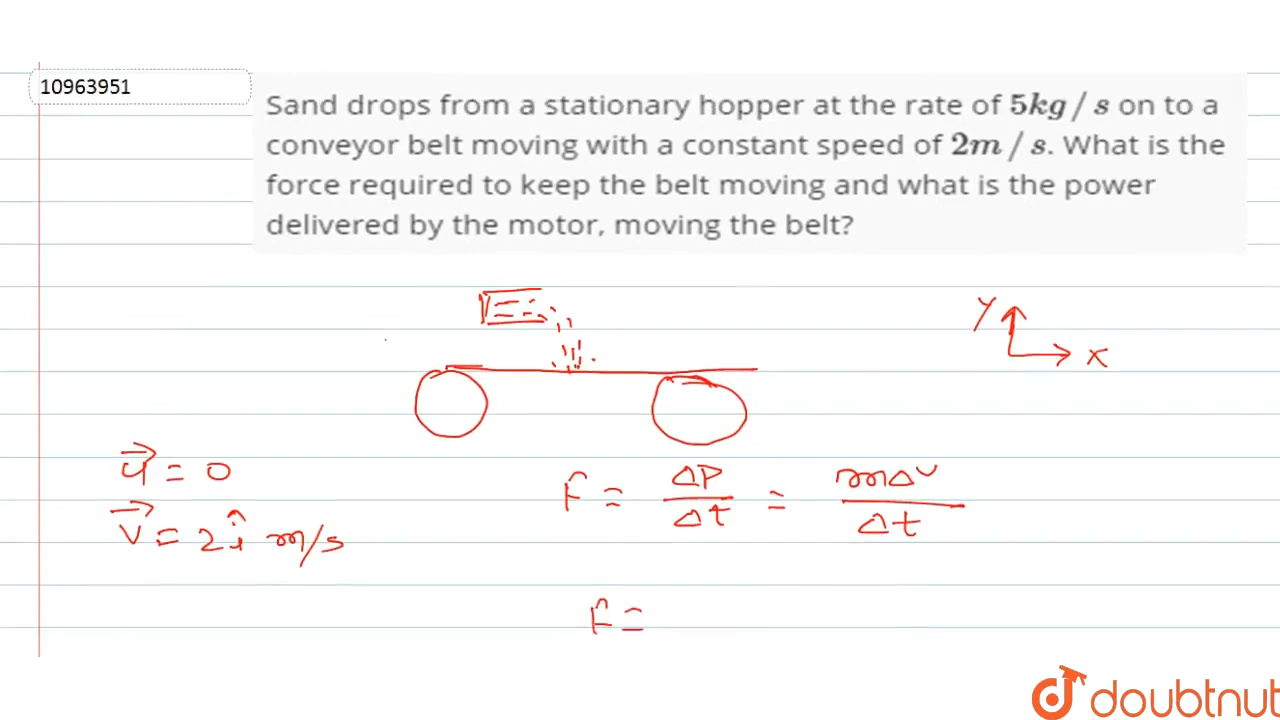 10963951
Sand drops from a stationary hopper at the rate of 5kg/s on to a
conveyor belt moving with a constant speed of 2m/s. What is the
force required to keep the belt moving and what is the power
delivered by the motor, moving the belt?
y
x
u⃗ = 0
v⃗ = 2î m/s
F = ΔP/Δt = mΔv/Δt
F =
doubtnut